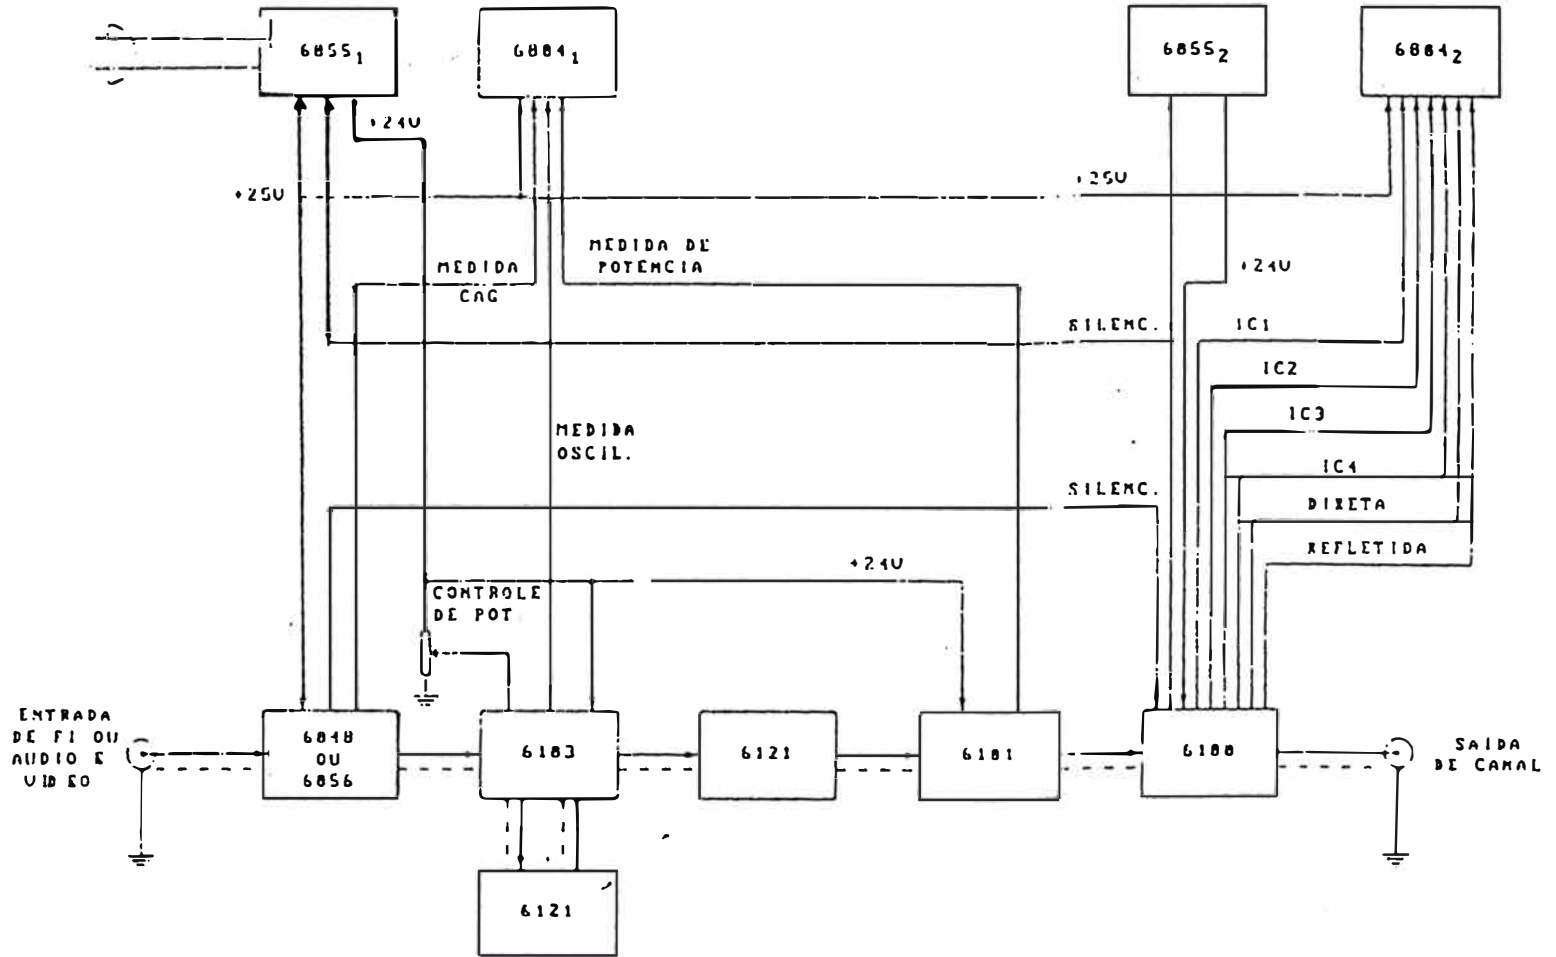 6855₁
6884₁
6855₂
6884₂
+24V
+25V
+25V
MEDIDA DE
POTENCIA
MEDIDA
CAG
+24V
SILENC.
IC1
IC2
IC3
MEDIDA
OSCIL.
IC4
SILENC.
DIRETA
REFLETIDA
+24V
CONTROLE
DE POT
ENTRADA
DE FI OU
AUDIO E
VIDEO
6848
OU
6856
6183
6121
6181
6188
SAIDA
DE CANAL
6121